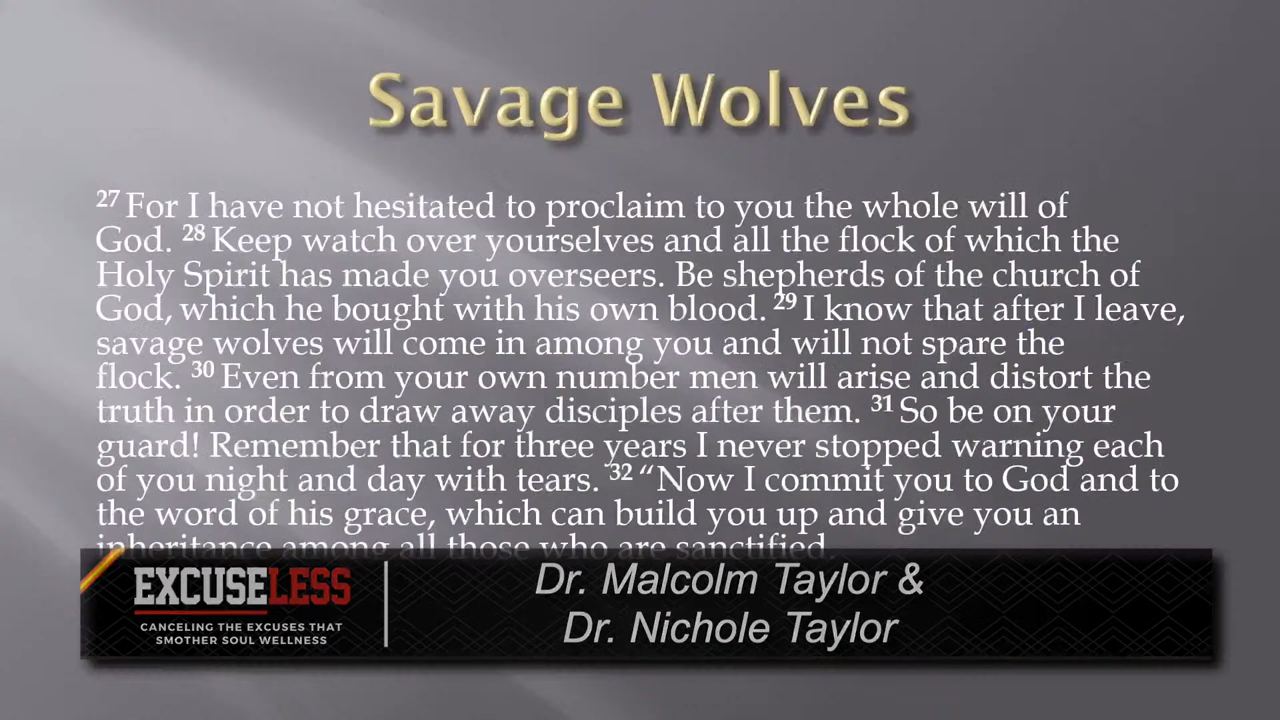 Savage Wolves
27 For I have not hesitated to proclaim to you the whole will of
God. 28 Keep watch over yourselves and all the flock of which the
Holy Spirit has made you overseers. Be shepherds of the church of
God, which he bought with his own blood. 29 I know that after I leave,
savage wolves will come in among you and will not spare the
flock. 30 Even from your own number men will arise and distort the
truth in order to draw away disciples after them. 31 So be on your
guard! Remember that for three years I never stopped warning each
of you night and day with tears. 32 “Now I commit you to God and to
the word of his grace, which can build you up and give you an
inheritance among all those who are sanctified.
EXCUSELESS
CANCELING THE EXCUSES THAT
SMOTHER SOUL WELLNESS
Dr. Malcolm Taylor &
Dr. Nichole Taylor